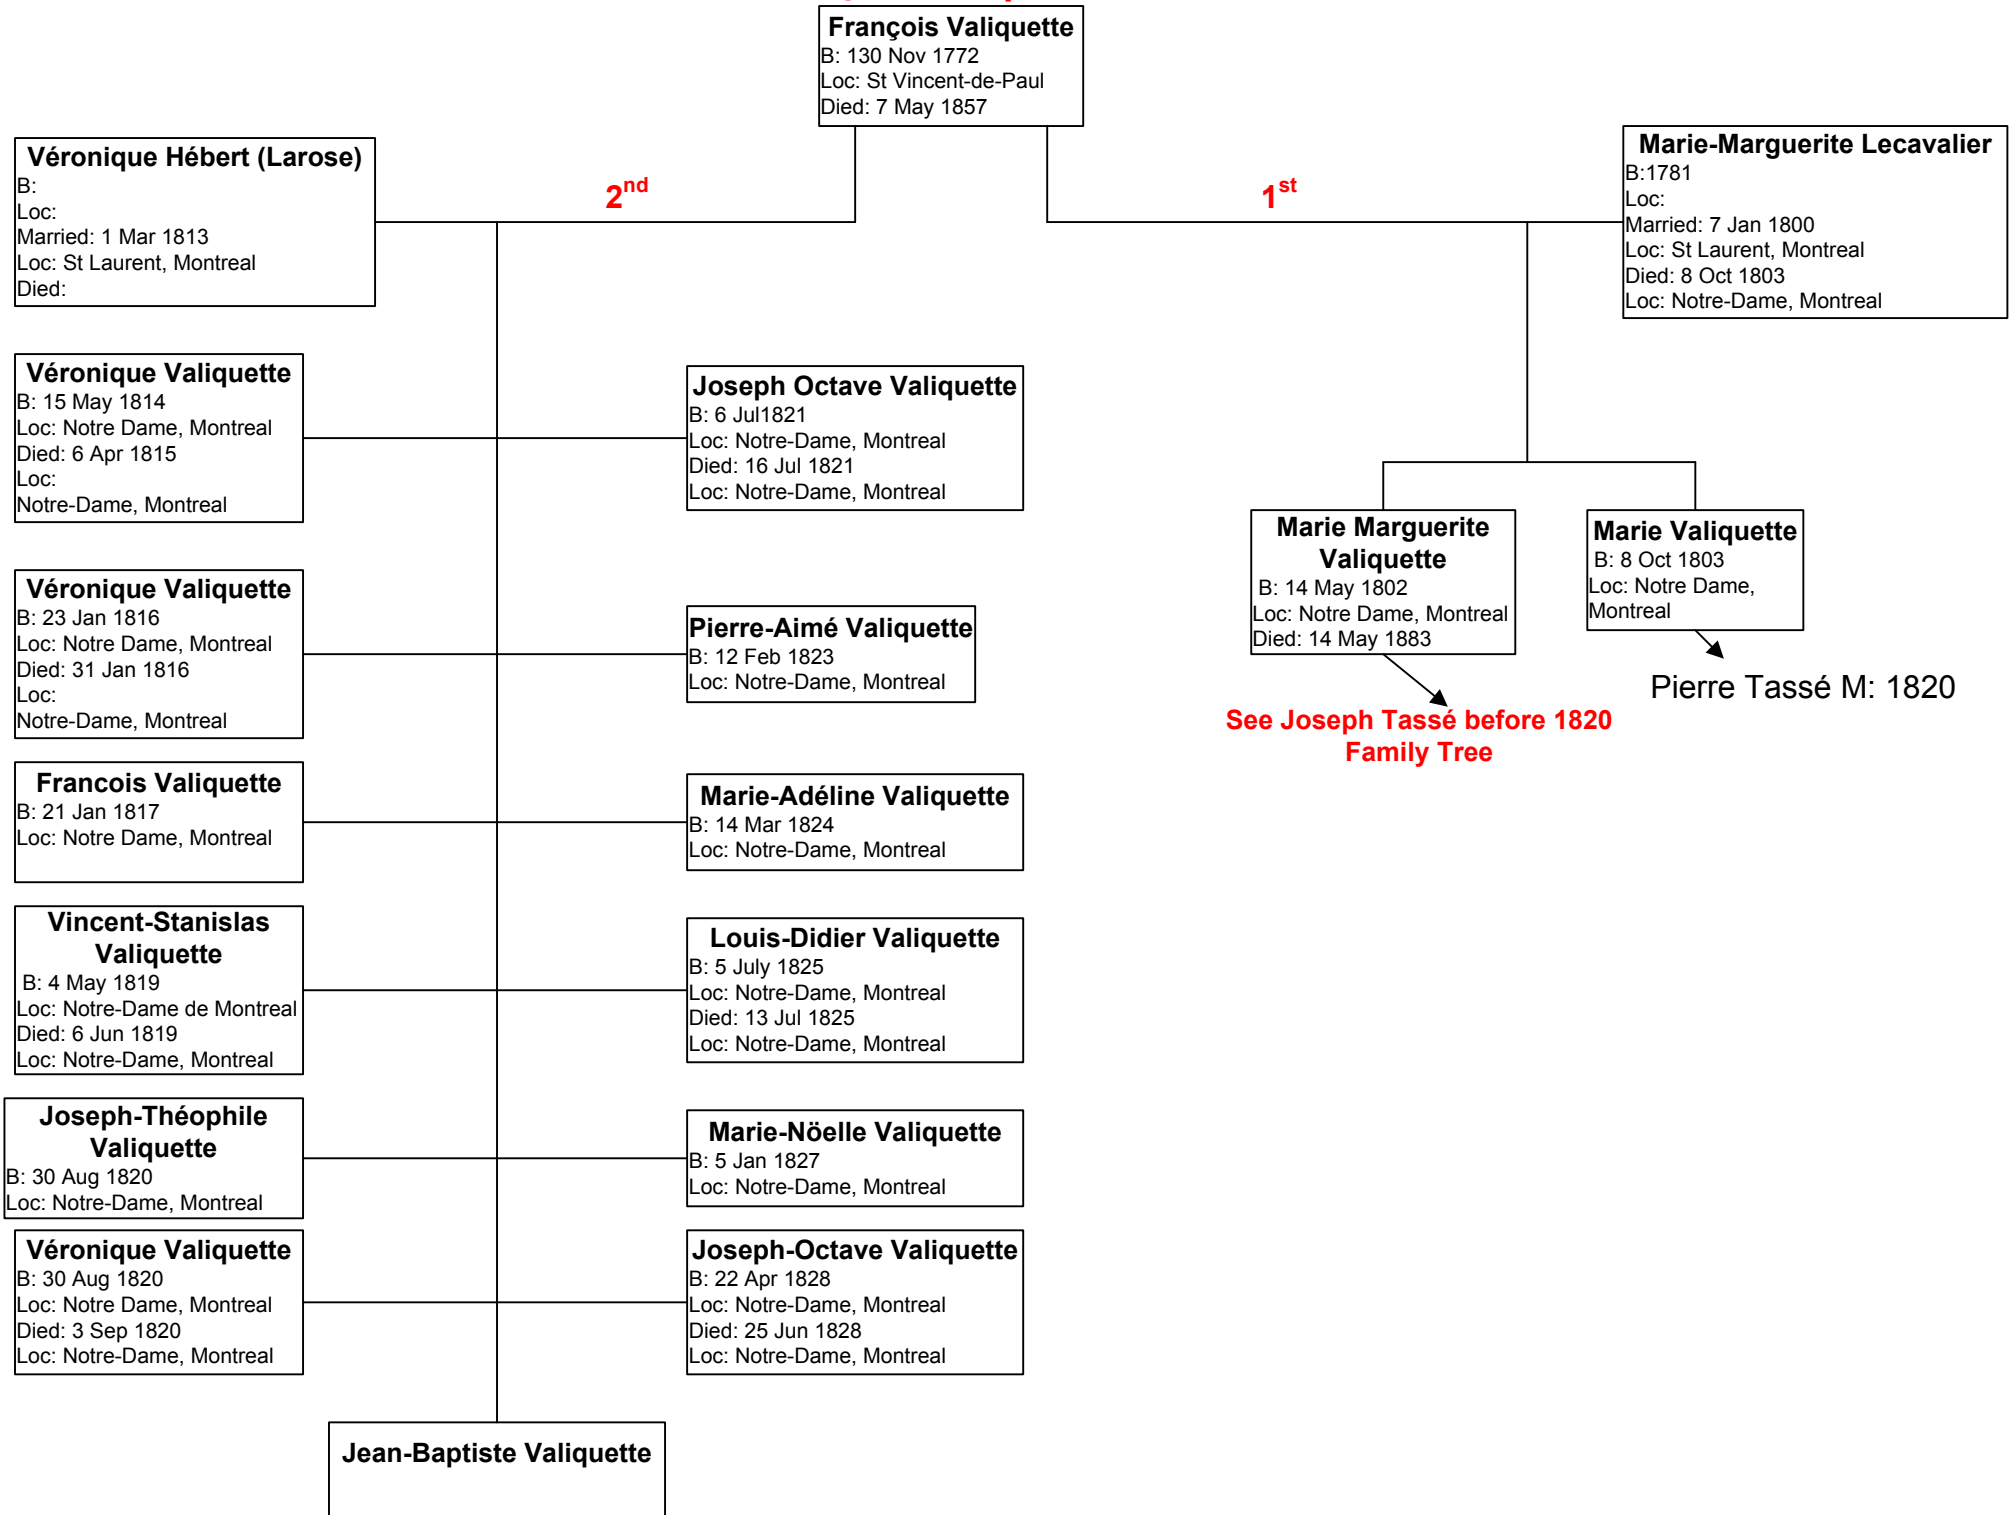 François Valiquette
B: 130 Nov 1772
Loc: St Vincent-de-Paul
Died: 7 May 1857
Véronique Hébert (Larose)
B:
Loc:
Married: 1 Mar 1813
Loc: St Laurent, Montreal
Died:
2nd
1st
Marie-Marguerite Lecavalier
B:1781
Loc:
Married: 7 Jan 1800
Loc: St Laurent, Montreal
Died: 8 Oct 1803
Loc: Notre-Dame, Montreal
Véronique Valiquette
B: 15 May 1814
Loc: Notre Dame, Montreal
Died: 6 Apr 1815
Loc:
Notre-Dame, Montreal
Joseph Octave Valiquette
B: 6 Jul1821
Loc: Notre-Dame, Montreal
Died: 16 Jul 1821
Loc: Notre-Dame, Montreal
Marie Marguerite
Valiquette
B: 14 May 1802
Loc: Notre Dame, Montreal
Died: 14 May 1883
Marie Valiquette
B: 8 Oct 1803
Loc: Notre Dame,
Montreal
Véronique Valiquette
B: 23 Jan 1816
Loc: Notre Dame, Montreal
Died: 31 Jan 1816
Loc:
Notre-Dame, Montreal
Pierre-Aimé Valiquette
B: 12 Feb 1823
Loc: Notre-Dame, Montreal
See Joseph Tassé before 1820
Family Tree
Pierre Tassé M: 1820
Francois Valiquette
B: 21 Jan 1817
Loc: Notre Dame, Montreal
Marie-Adéline Valiquette
B: 14 Mar 1824
Loc: Notre-Dame, Montreal
Vincent-Stanislas
Valiquette
B: 4 May 1819
Loc: Notre-Dame de Montreal
Died: 6 Jun 1819
Loc: Notre-Dame, Montreal
Louis-Didier Valiquette
B: 5 July 1825
Loc: Notre-Dame, Montreal
Died: 13 Jul 1825
Loc: Notre-Dame, Montreal
Joseph-Théophile
Valiquette
B: 30 Aug 1820
Loc: Notre-Dame, Montreal
Marie-Nöelle Valiquette
B: 5 Jan 1827
Loc: Notre-Dame, Montreal
Véronique Valiquette
B: 30 Aug 1820
Loc: Notre Dame, Montreal
Died: 3 Sep 1820
Loc: Notre-Dame, Montreal
Joseph-Octave Valiquette
B: 22 Apr 1828
Loc: Notre-Dame, Montreal
Died: 25 Jun 1828
Loc: Notre-Dame, Montreal
Jean-Baptiste Valiquette